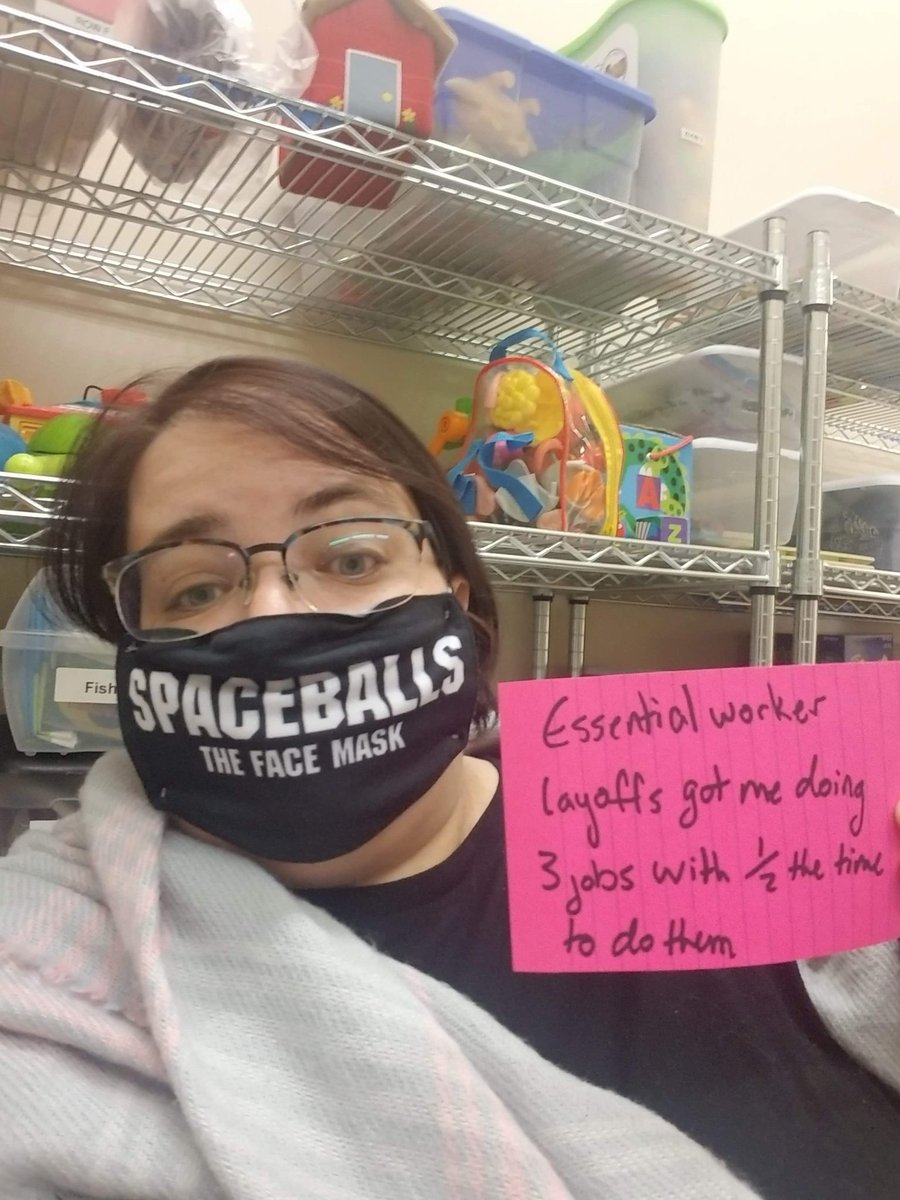 SPACEBALLS
THE FACE MASK
Fish
Essential worker
layoffs got me doing
3 jobs with 1/2 the time
to do them
A
Z